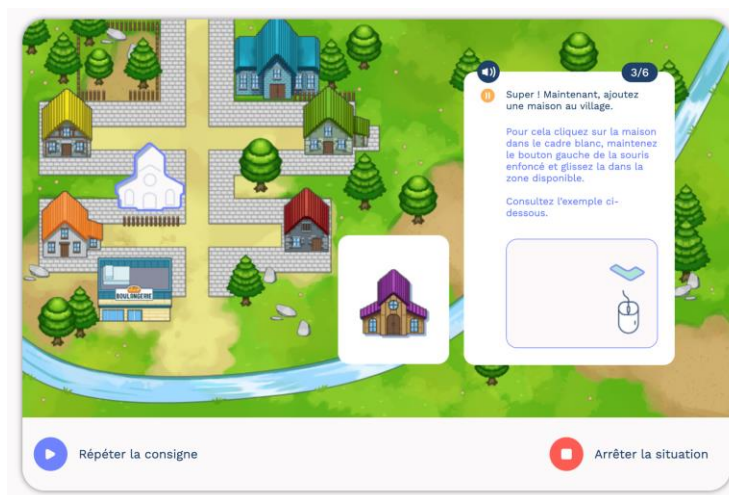 3/6
Super ! Maintenant, ajoutez
une maison au village.
Pour cela cliquez sur la maison
dans le cadre blanc, maintenez
le bouton gauche de la souris
enfoncé et glissez la dans la
zone disponible.
Consultez l'exemple ci-
dessous.
BOULANGERIE
Répéter la consigne
Arrêter la situation